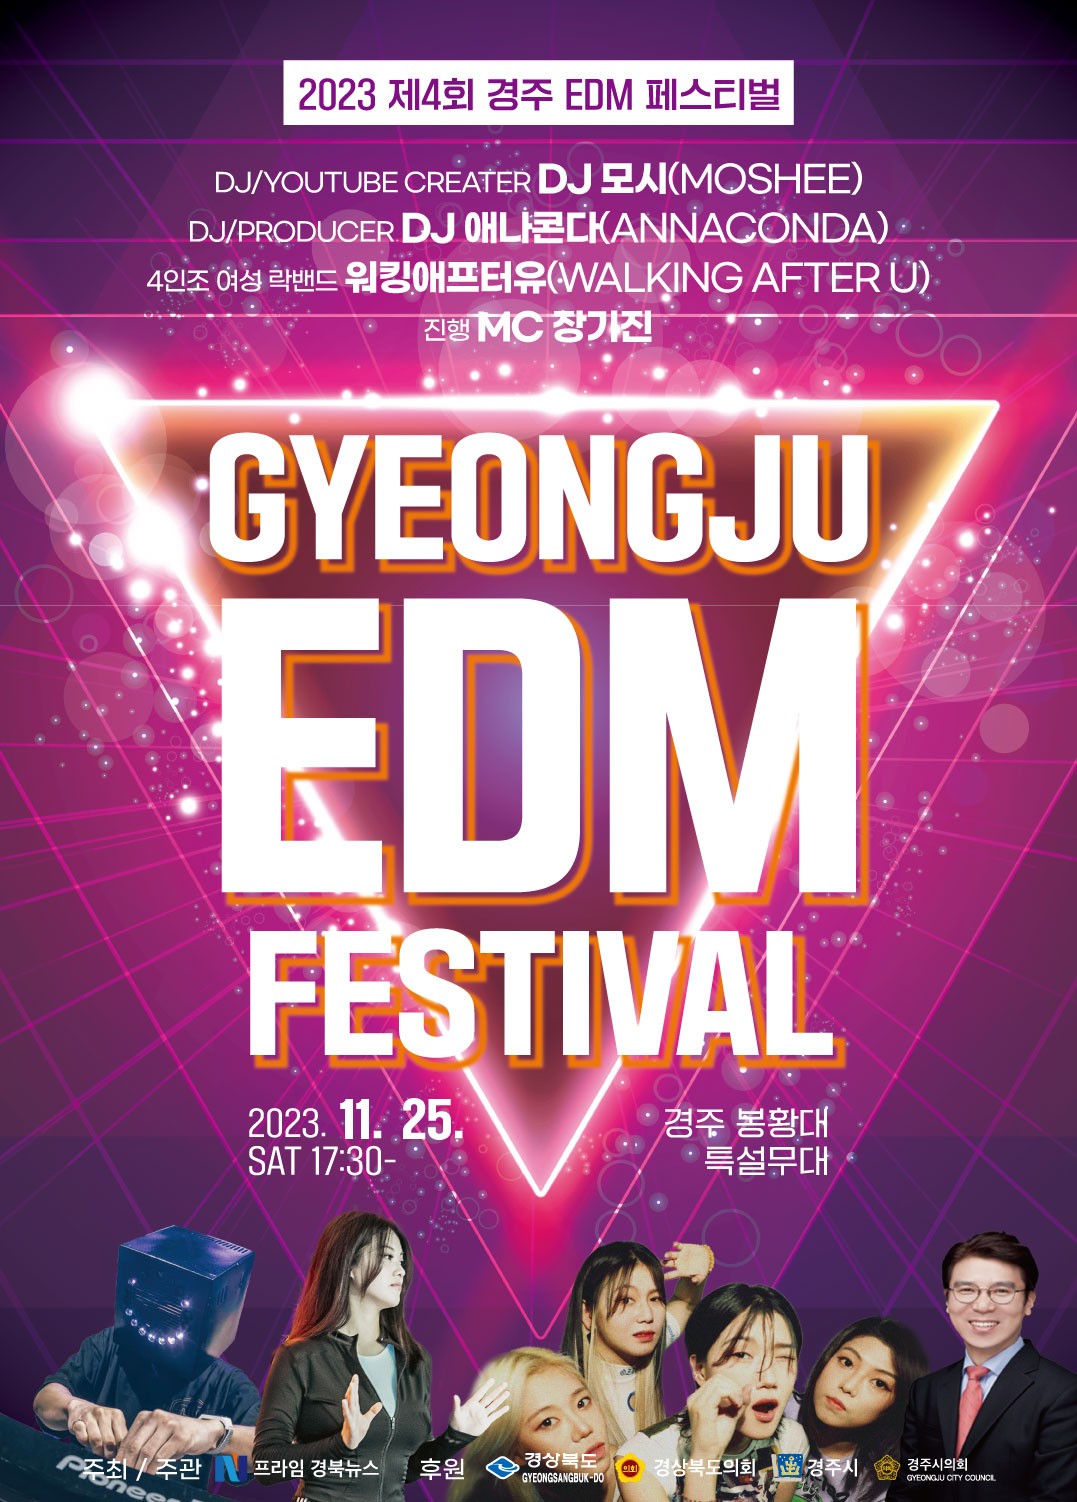 2023 제4회 경주 EDM 페스티벌
DJ/YOUTUBE CREATER DJ 모시(MOSHEE)
DJ/PRODUCER DJ 애나콘다(ANNACONDA)
4인조 여성 락밴드 워킹애프터유(WALKING AFTER U)
진행 MC 창기진
GYEONGJU
EDM
FESTIVAL
2023. 11. 25.
SAT 17:30-
경주 봉황대
특설무대
주최 / 주관 프라임 경북뉴스 후원 경상북도 GYEONGSANGBUK-DO 의회 경상북도의회 경주시 경주시의회 GYEONGJU CITY COUNCIL
Pioneer